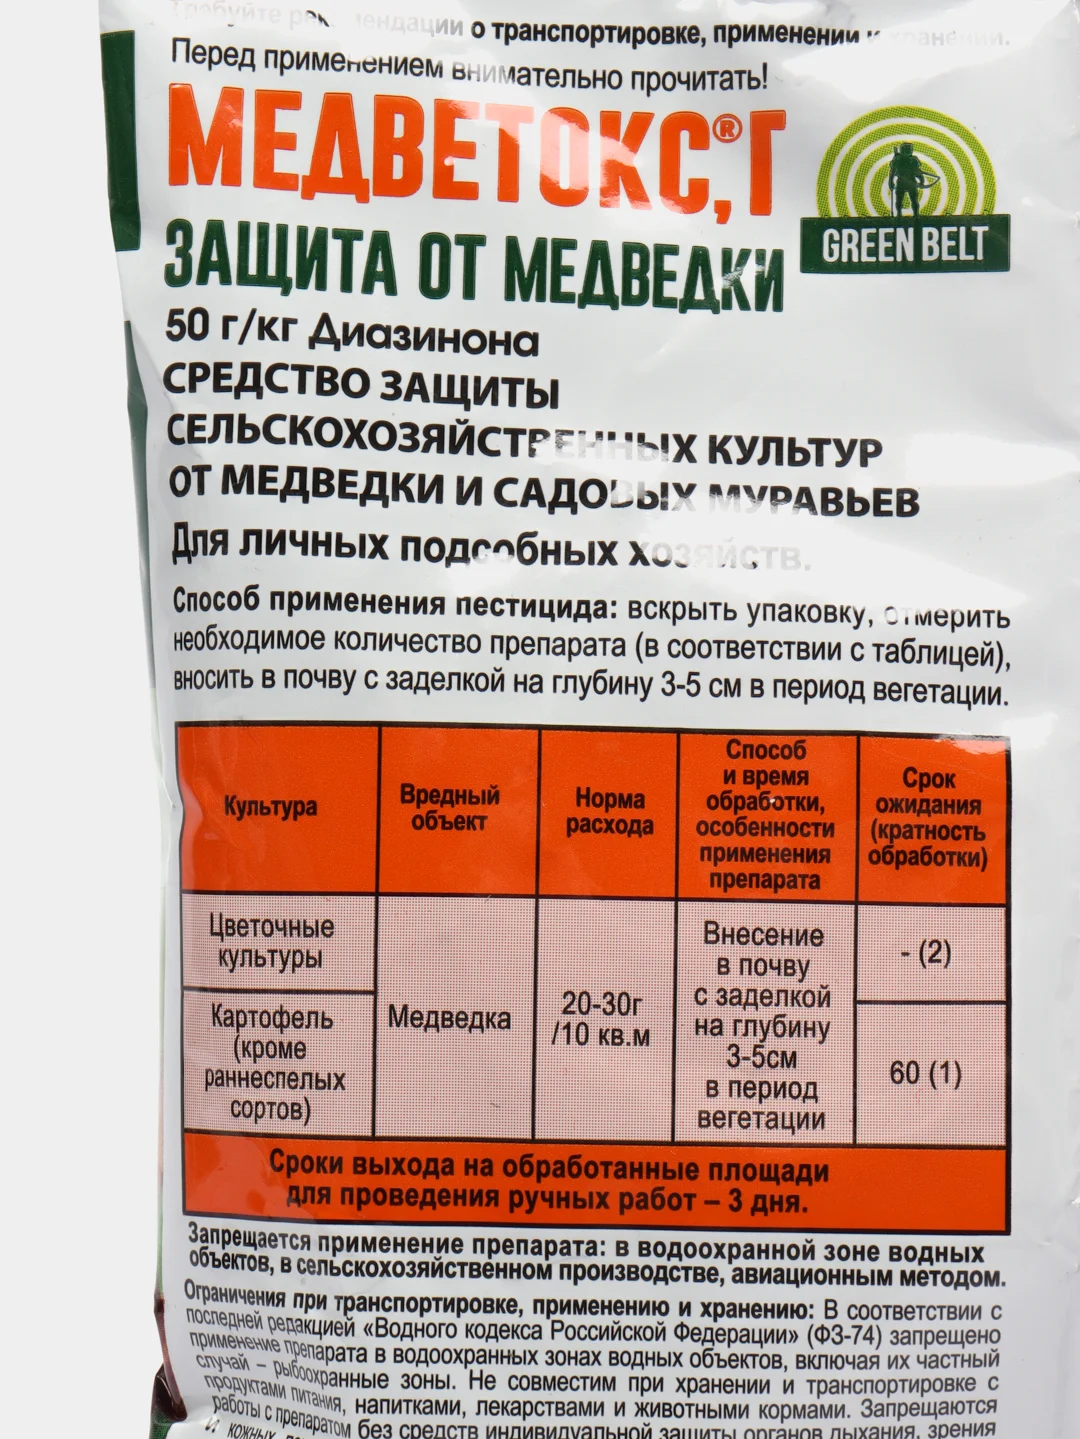 Требуйте рекомендации о транспортировке, применении и хранении.
Перед применением внимательно прочитать!
МЕДВЕТОКС®,Г
GREEN BELT
ЗАЩИТА ОТ МЕДВЕДКИ
50 г/кг Диазинона
СРЕДСТВО ЗАЩИТЫ
СЕЛЬСКОХОЗЯЙСТВЕННЫХ КУЛЬТУР
ОТ МЕДВЕДКИ И САДОВЫХ МУРАВЬЕВ
Для личных подсобных хозяйств.
Способ применения пестицида: вскрыть упаковку, отмерить
необходимое количество препарата (в соответствии с таблицей),
вносить в почву с заделкой на глубину 3-5 см в период вегетации.
Культура
Вредный
объект
Норма
расхода
Способ
и время
обработки,
особенности
применения
препарата
Срок
ожидания
(кратность
обработки)
Цветочные
культуры
Картофель
(кроме
раннеспелых
сортов)
Медведка
20-30г
/10 кв.м
Внесение
в почву
с заделкой
на глубину
3-5см
в период
вегетации
- (2)
60 (1)
Сроки выхода на обработанные площади
для проведения ручных работ – 3 дня.
Запрещается применение препарата: в водоохранной зоне водных
объектов, в сельскохозяйственном производстве, авиационным методом.
Ограничения при транспортировке, применению и хранению: В соответствии с
последней редакцией «Водного кодекса Российской Федерации» (ФЗ-74) запрещено
применение препарата в водоохранных зонах водных объектов, включая их частный
случай – рыбоохранные зоны. Не совместим при хранении и транспортировке с
продуктами питания, напитками, лекарствами и животными кормами. Запрещаются
работы с препаратом без средств индивидуальной защиты органов дыхания, зрения
и кожных